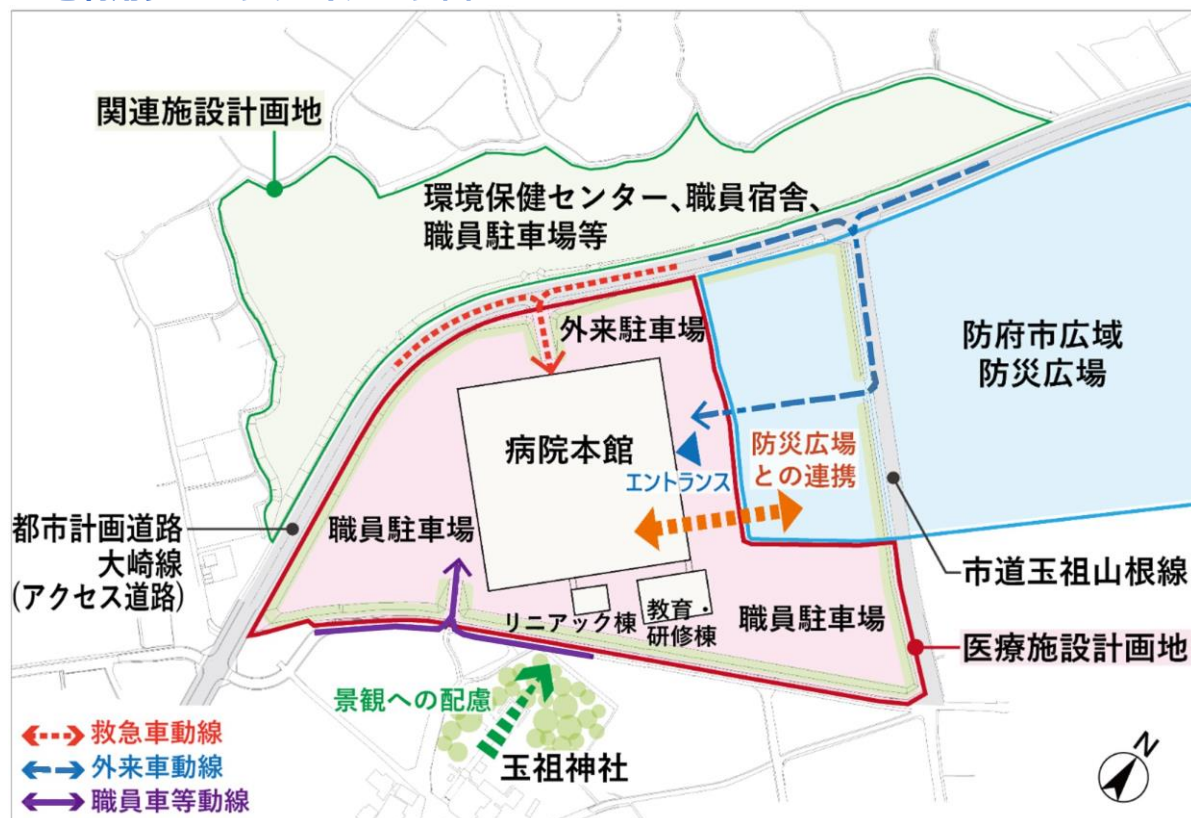 関連施設計画地
環境保健センター、職員宿舎、
職員駐車場等
外来駐車場
防府市広域
防災広場
病院本館
エントランス
防災広場
との連携
都市計画道路
大崎線
(アクセス道路)
職員駐車場
市道玉祖山根線
リニアック棟
教育・
研修棟
職員駐車場
医療施設計画地
景観への配慮
玉祖神社
救急車動線
外来車動線
職員車等動線
N